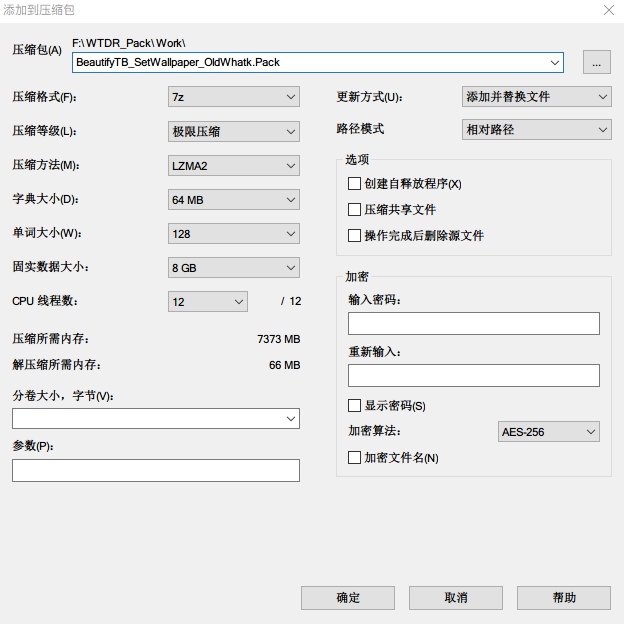 添加到压缩包
压缩包(A)
F:\WTDR_Pack\Work\
BeautifyTB_SetWallpaper_OldWhatk.Pack
...
压缩格式(F):
7z
压缩等级(L):
极限压缩
压缩方法(M):
LZMA2
字典大小(D):
64 MB
单词大小(W):
128
固实数据大小:
8 GB
CPU 线程数:
12
/ 12
压缩所需内存:
7373 MB
解压缩所需内存:
66 MB
分卷大小，字节(V):
参数(P):
更新方式(U):
添加并替换文件
路径模式
相对路径
选项
创建自释放程序(X)
压缩共享文件
操作完成后删除源文件
加密
输入密码:
重新输入:
显示密码(S)
加密算法:
AES-256
加密文件名(N)
确定
取消
帮助